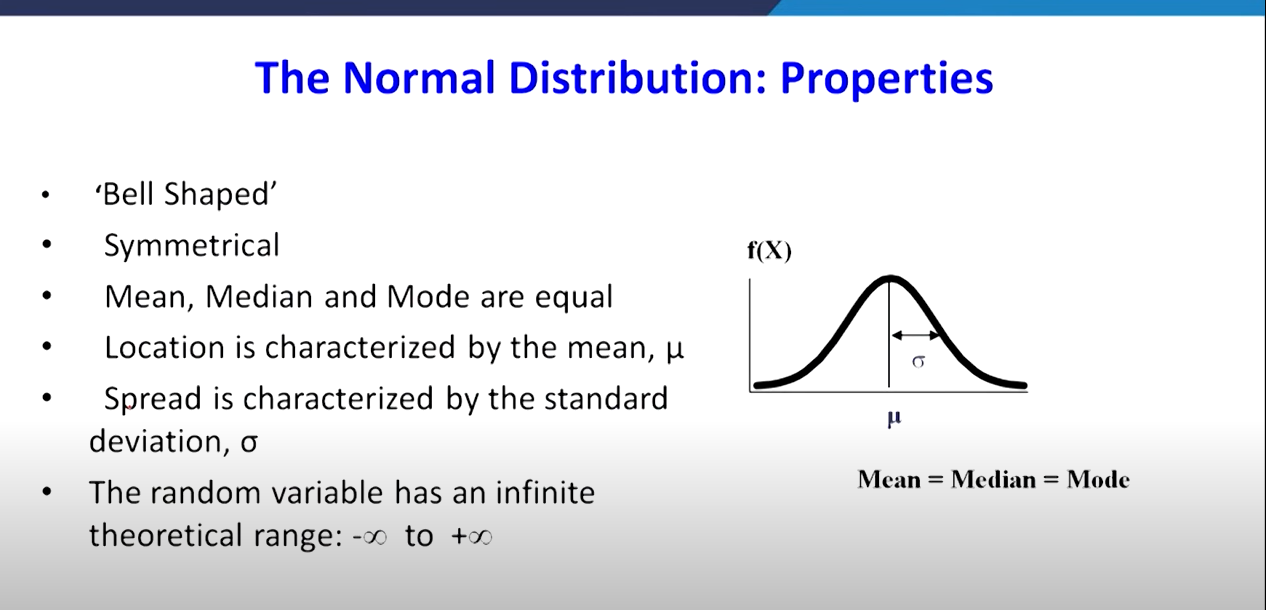 The Normal Distribution: Properties
• ‘Bell Shaped’
• Symmetrical
• Mean, Median and Mode are equal
• Location is characterized by the mean, μ
• Spread is characterized by the standard
deviation, σ
• The random variable has an infinite
theoretical range: -∞ to +∞
f(X)
σ
μ
Mean = Median = Mode